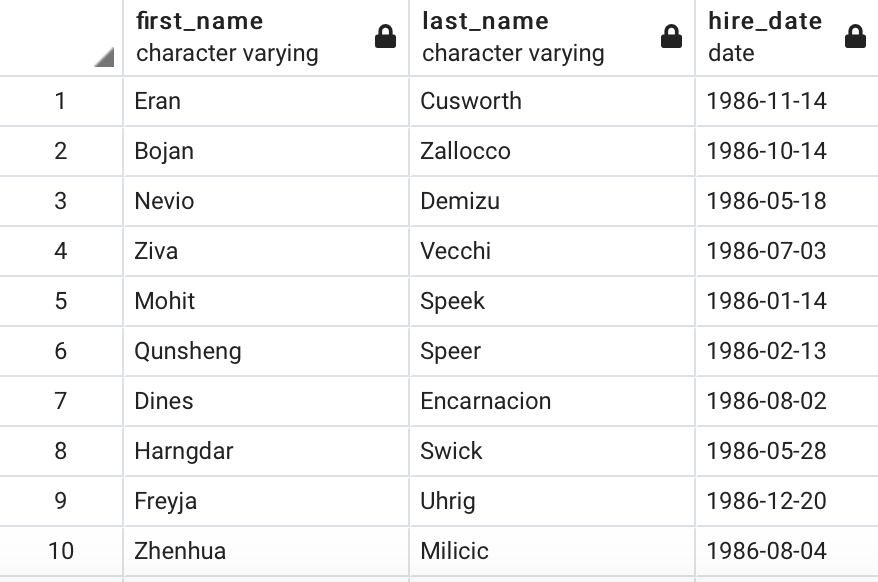 first_name last_name hire_date
character varying character varying date
1 Eran Cusworth 1986-11-14
2 Bojan Zallocco 1986-10-14
3 Nevio Demizu 1986-05-18
4 Ziva Vecchi 1986-07-03
5 Mohit Speek 1986-01-14
6 Qunsheng Speer 1986-02-13
7 Dines Encarnacion 1986-08-02
8 Harngdar Swick 1986-05-28
9 Freyja Uhrig 1986-12-20
10 Zhenhua Milicic 1986-08-04